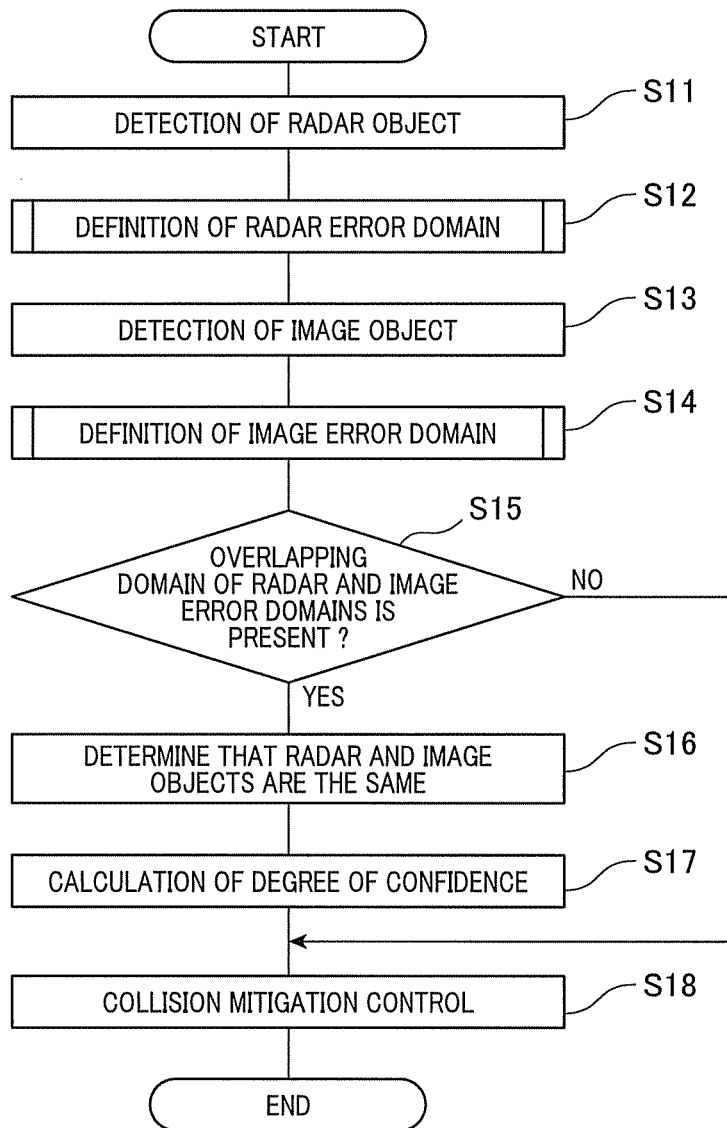 START
S11
DETECTION OF RADAR OBJECT
S12
DEFINITION OF RADAR ERROR DOMAIN
S13
DETECTION OF IMAGE OBJECT
S14
DEFINITION OF IMAGE ERROR DOMAIN
S15
OVERLAPPING
DOMAIN OF RADAR AND IMAGE
ERROR DOMAINS IS
PRESENT ?
NO
YES
S16
DETERMINE THAT RADAR AND IMAGE
OBJECTS ARE THE SAME
S17
CALCULATION OF DEGREE OF CONFIDENCE
S18
COLLISION MITIGATION CONTROL
END